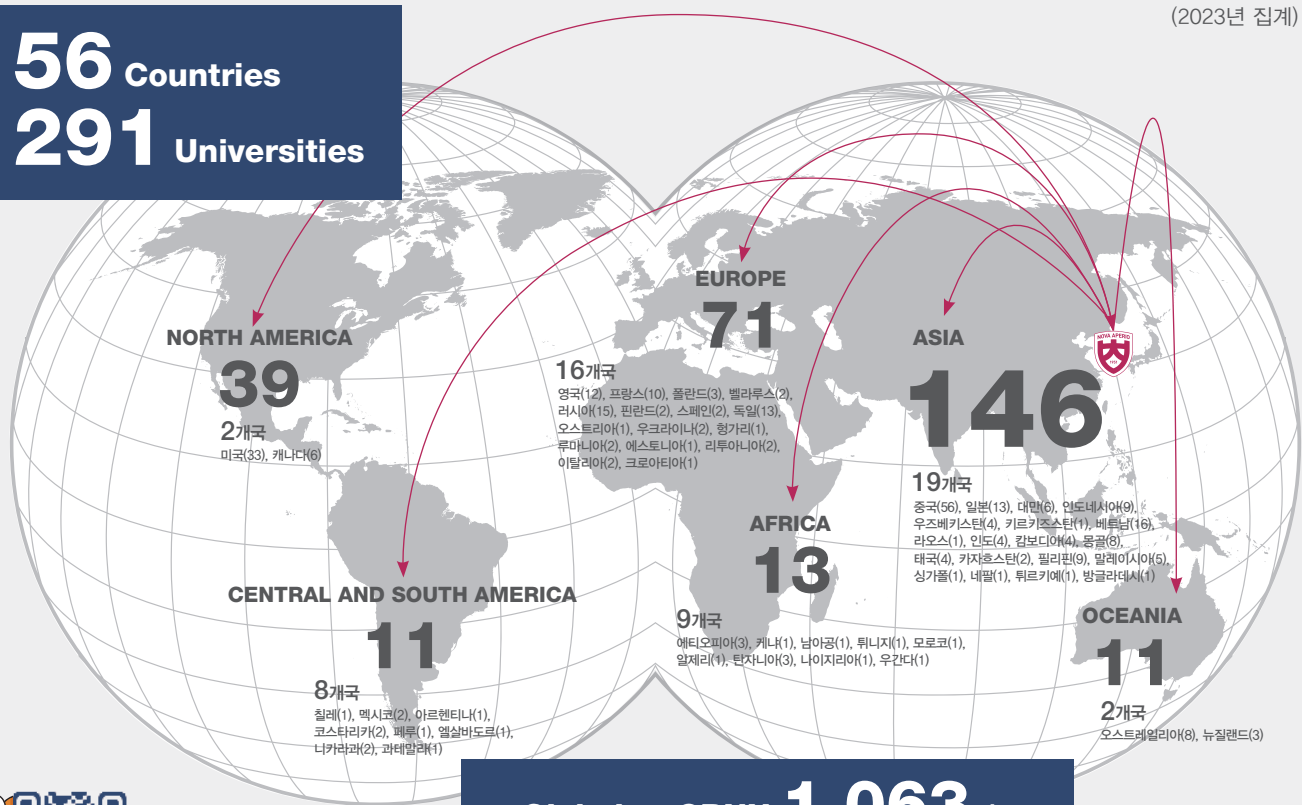 (2023년 집계)
56 Countries
291 Universities
NORTH AMERICA
39
2개국
미국(33), 캐나다(6)
EUROPE
71
16개국
영국(12), 프랑스(10), 폴란드(3), 벨라루스(2),
러시아(15), 핀란드(2), 스페인(2), 독일(13),
오스트리아(1), 우크라이나(2), 헝가리(1),
루마니아(2), 에스토니아(1), 리투아니아(2),
이탈리아(2), 크로아티아(1)
ASIA
146
19개국
중국(56), 일본(13), 대만(6), 인도네시아(9),
우즈베키스탄(4), 키르키즈스탄(1), 베트남(16),
라오스(1), 인도(4), 캄보디아(4), 몽골(8),
태국(4), 카자흐스탄(2), 필리핀(9), 말레이시아(5),
싱가폴(1), 네팔(1), 튀르키예(1), 방글라데시(1)
NOVA APERIO
AFRICA
13
9개국
에티오피아(3), 케냐(1), 남아공(1), 튀니지(1), 모로코(1),
알제리(1), 탄자니아(3), 나이지리아(1), 우간다(1)
CENTRAL AND SOUTH AMERICA
11
8개국
칠레(1), 멕시코(2), 아르헨티나(1),
코스타리카(2), 페루(1), 엘살바도르(1),
니카라과(2), 과테말라(1)
OCEANIA
11
2개국
오스트레일리아(8), 뉴질랜드(3)
1,063